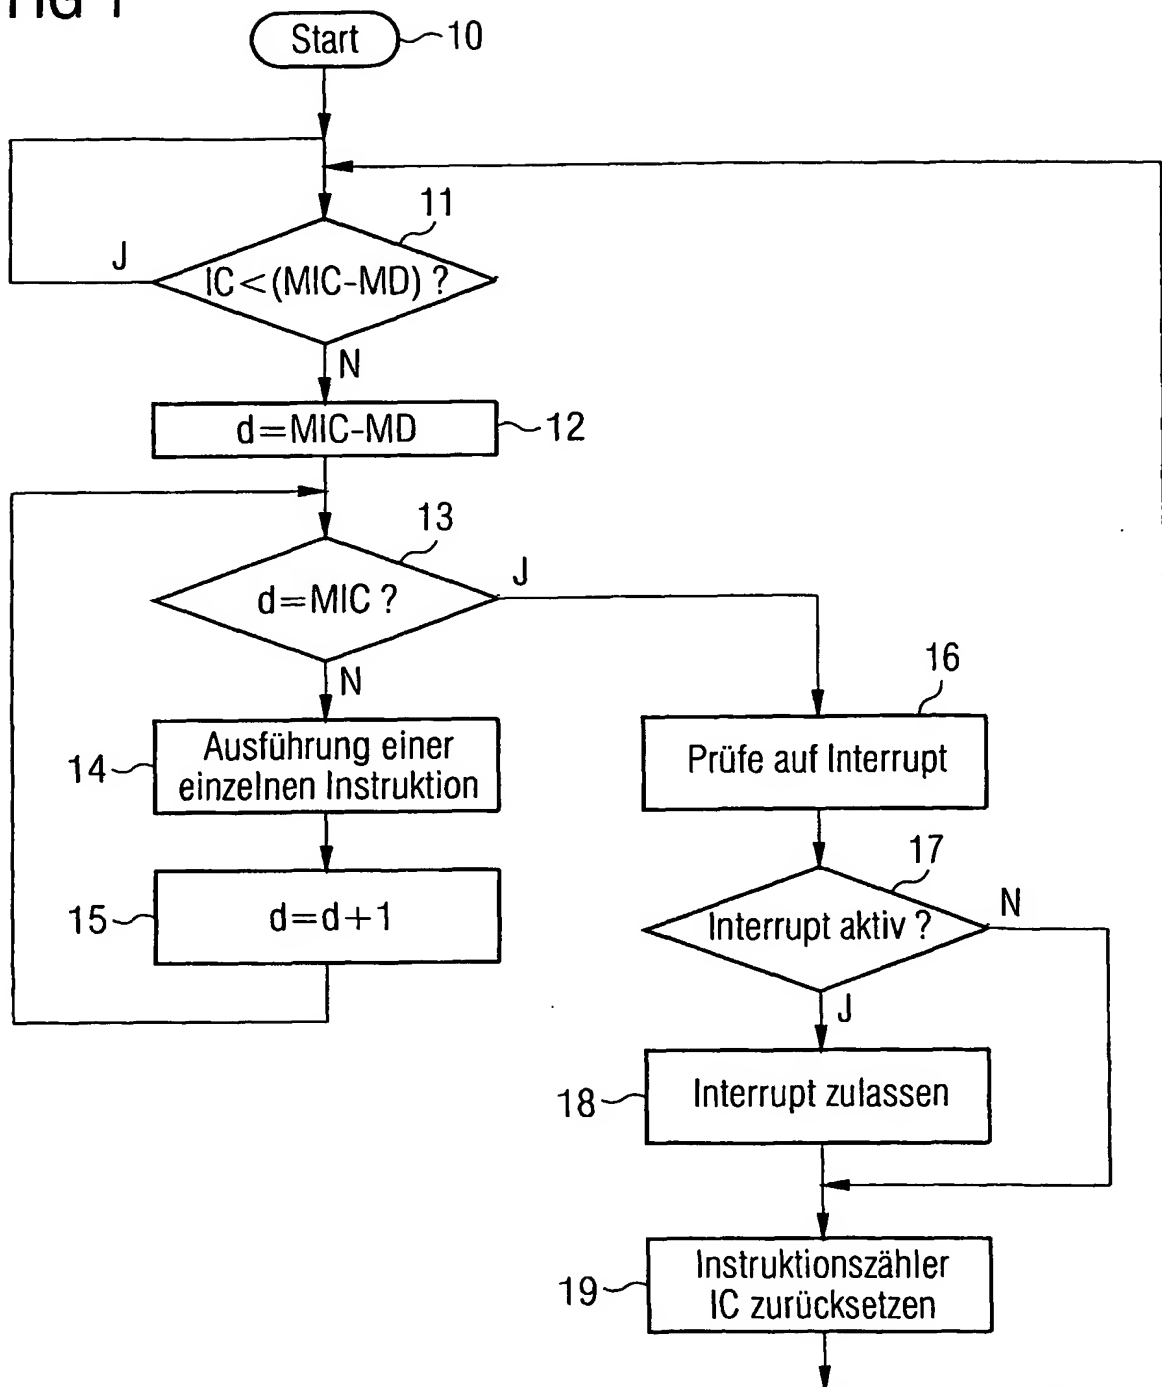 FIG 1
Start
10
11
J
IC<(MIC-MD) ?
N
d=MIC-MD
12
13
J
d=MIC ?
N
16
14
Ausführung einer
einzelnen Instruktion
Prüfe auf Interrupt
17
15
d=d+1
N
Interrupt aktiv ?
J
18
Interrupt zulassen
19
Instruktionszähler
IC zurücksetzen